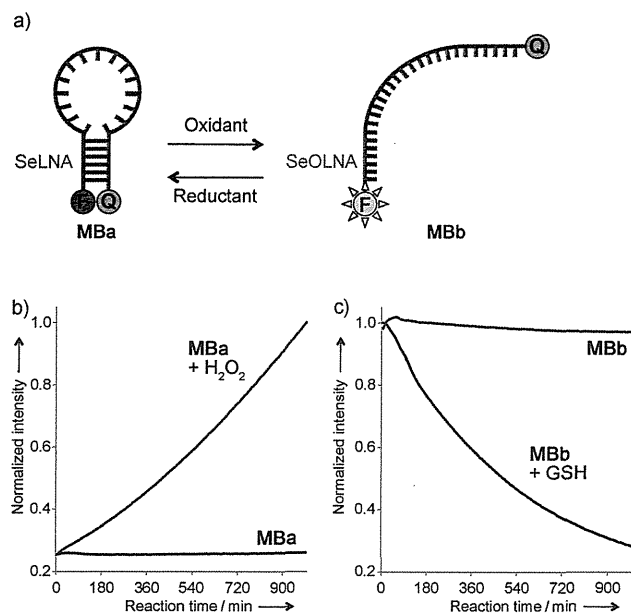 a)
Oxidant
Reductant
SeLNA
F Q
MBa
SeOLNA
Q
F
MBb
b)
Normalized intensity
1.0
0.8
0.6
0.4
0.2
0 180 360 540 720 900
Reaction time / min
MBa
+ H₂O₂
MBa
c)
Normalized intensity
1.0
0.8
0.6
0.4
0.2
0 180 360 540 720 900
Reaction time / min
MBb
MBb
+ GSH